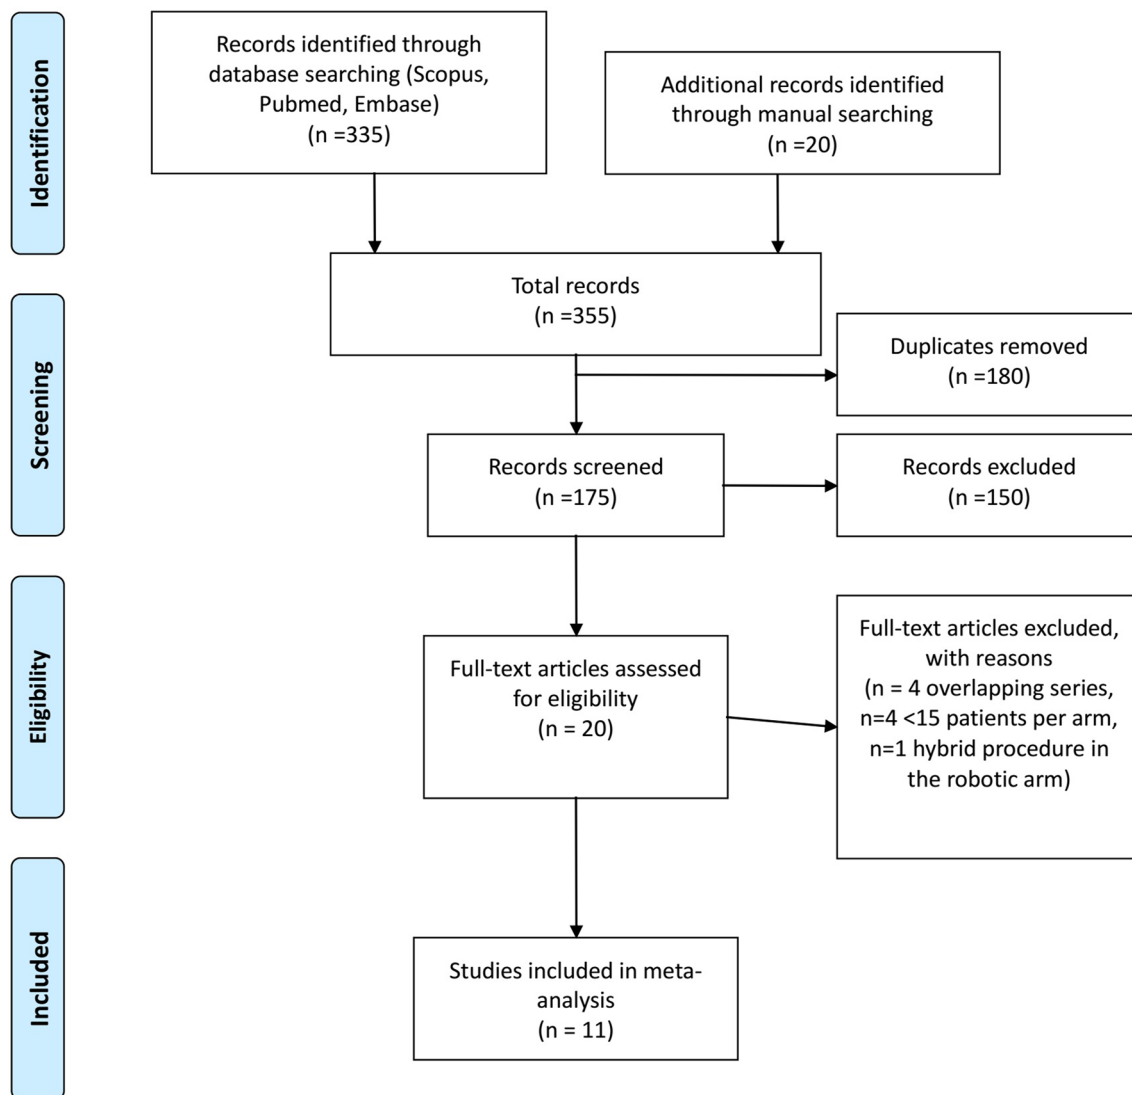 Identification
Records identified through
database searching (Scopus,
Pubmed, Embase)
(n =335)
Additional records identified
through manual searching
(n =20)
Total records
(n =355)
Screening
Duplicates removed
(n =180)
Records screened
(n =175)
Records excluded
(n =150)
Eligibility
Full-text articles assessed
for eligibility
(n = 20)
Full-text articles excluded,
with reasons
(n = 4 overlapping series,
n=4 <15 patients per arm,
n=1 hybrid procedure in
the robotic arm)
Included
Studies included in meta-
analysis
(n = 11)